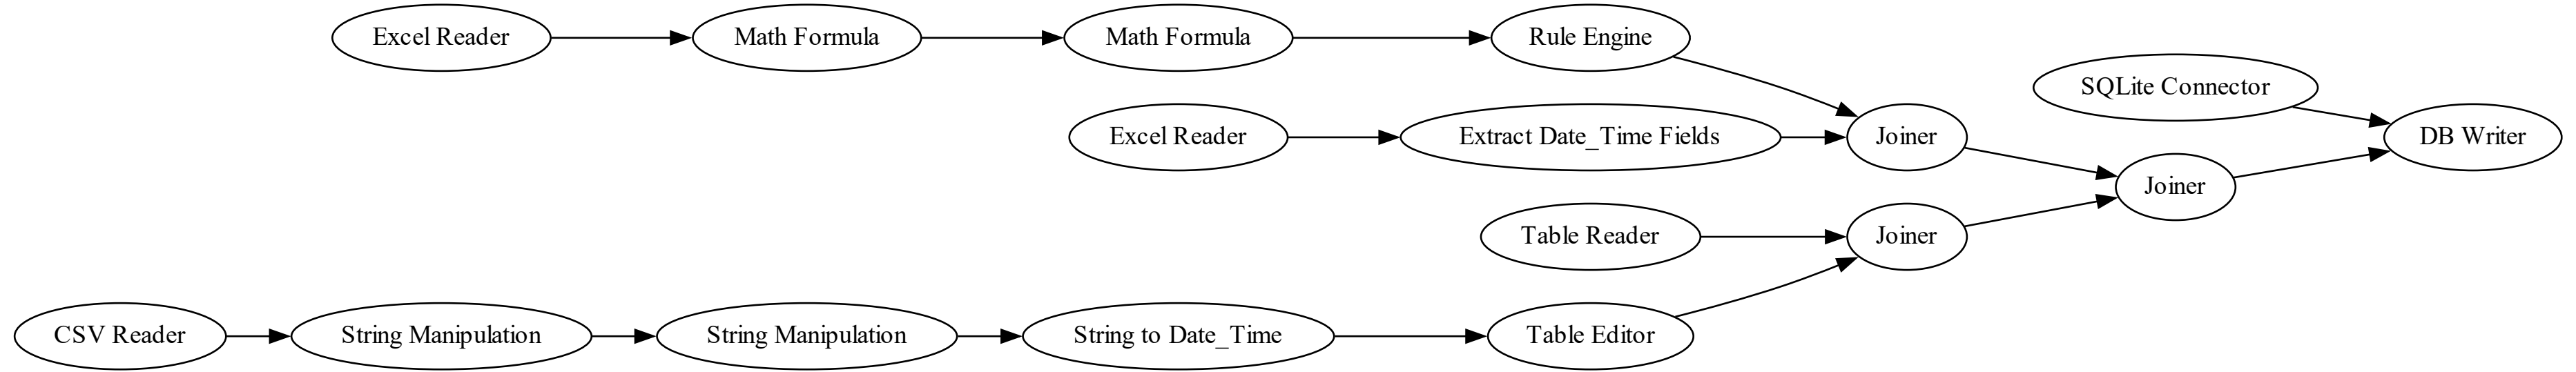 Excel Reader
Math Formula
Math Formula
Rule Engine
SQLite Connector
Excel Reader
Extract Date_Time Fields
Joiner
DB Writer
Joiner
Table Reader
Joiner
CSV Reader
String Manipulation
String Manipulation
String to Date_Time
Table Editor